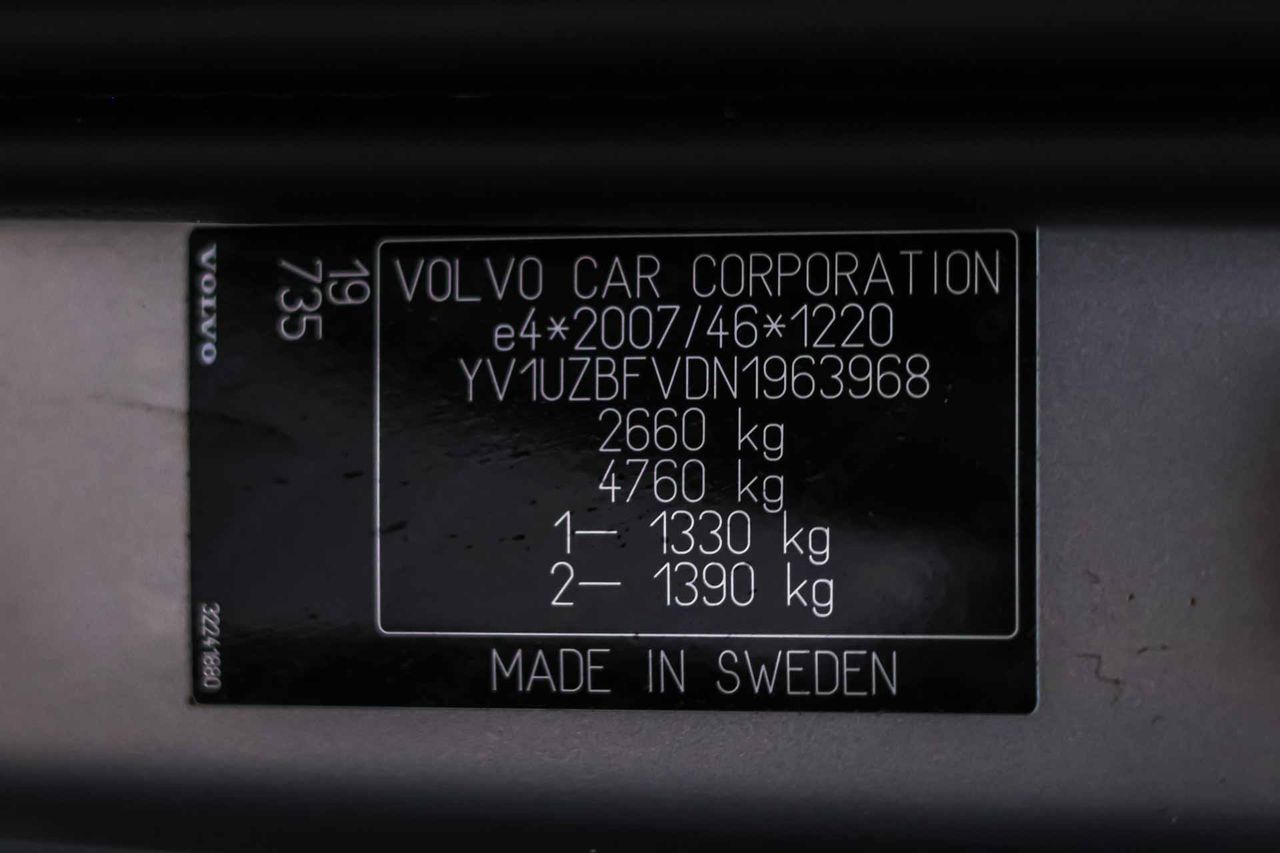 VOLVO
19
735
VOLVO CAR CORPORATION
e4*2007/46*1220
YV1UZBFVDN1963968
2660 kg
4760 kg
1— 1330 kg
2— 1390 kg
32241880
MADE IN SWEDEN